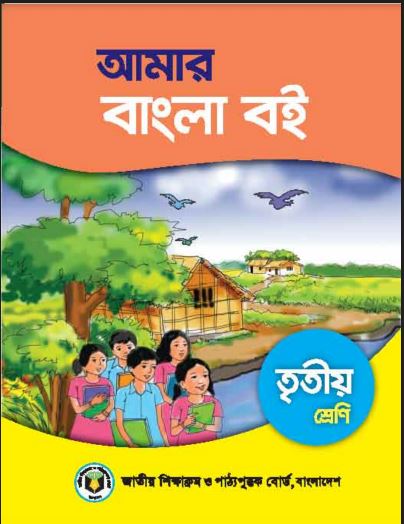 আমার
বাংলা বই
তৃতীয়
শ্রেণি
জাতীয় শিক্ষাক্রম ও পাঠ্যপুস্তক বোর্ড, বাংলাদেশ